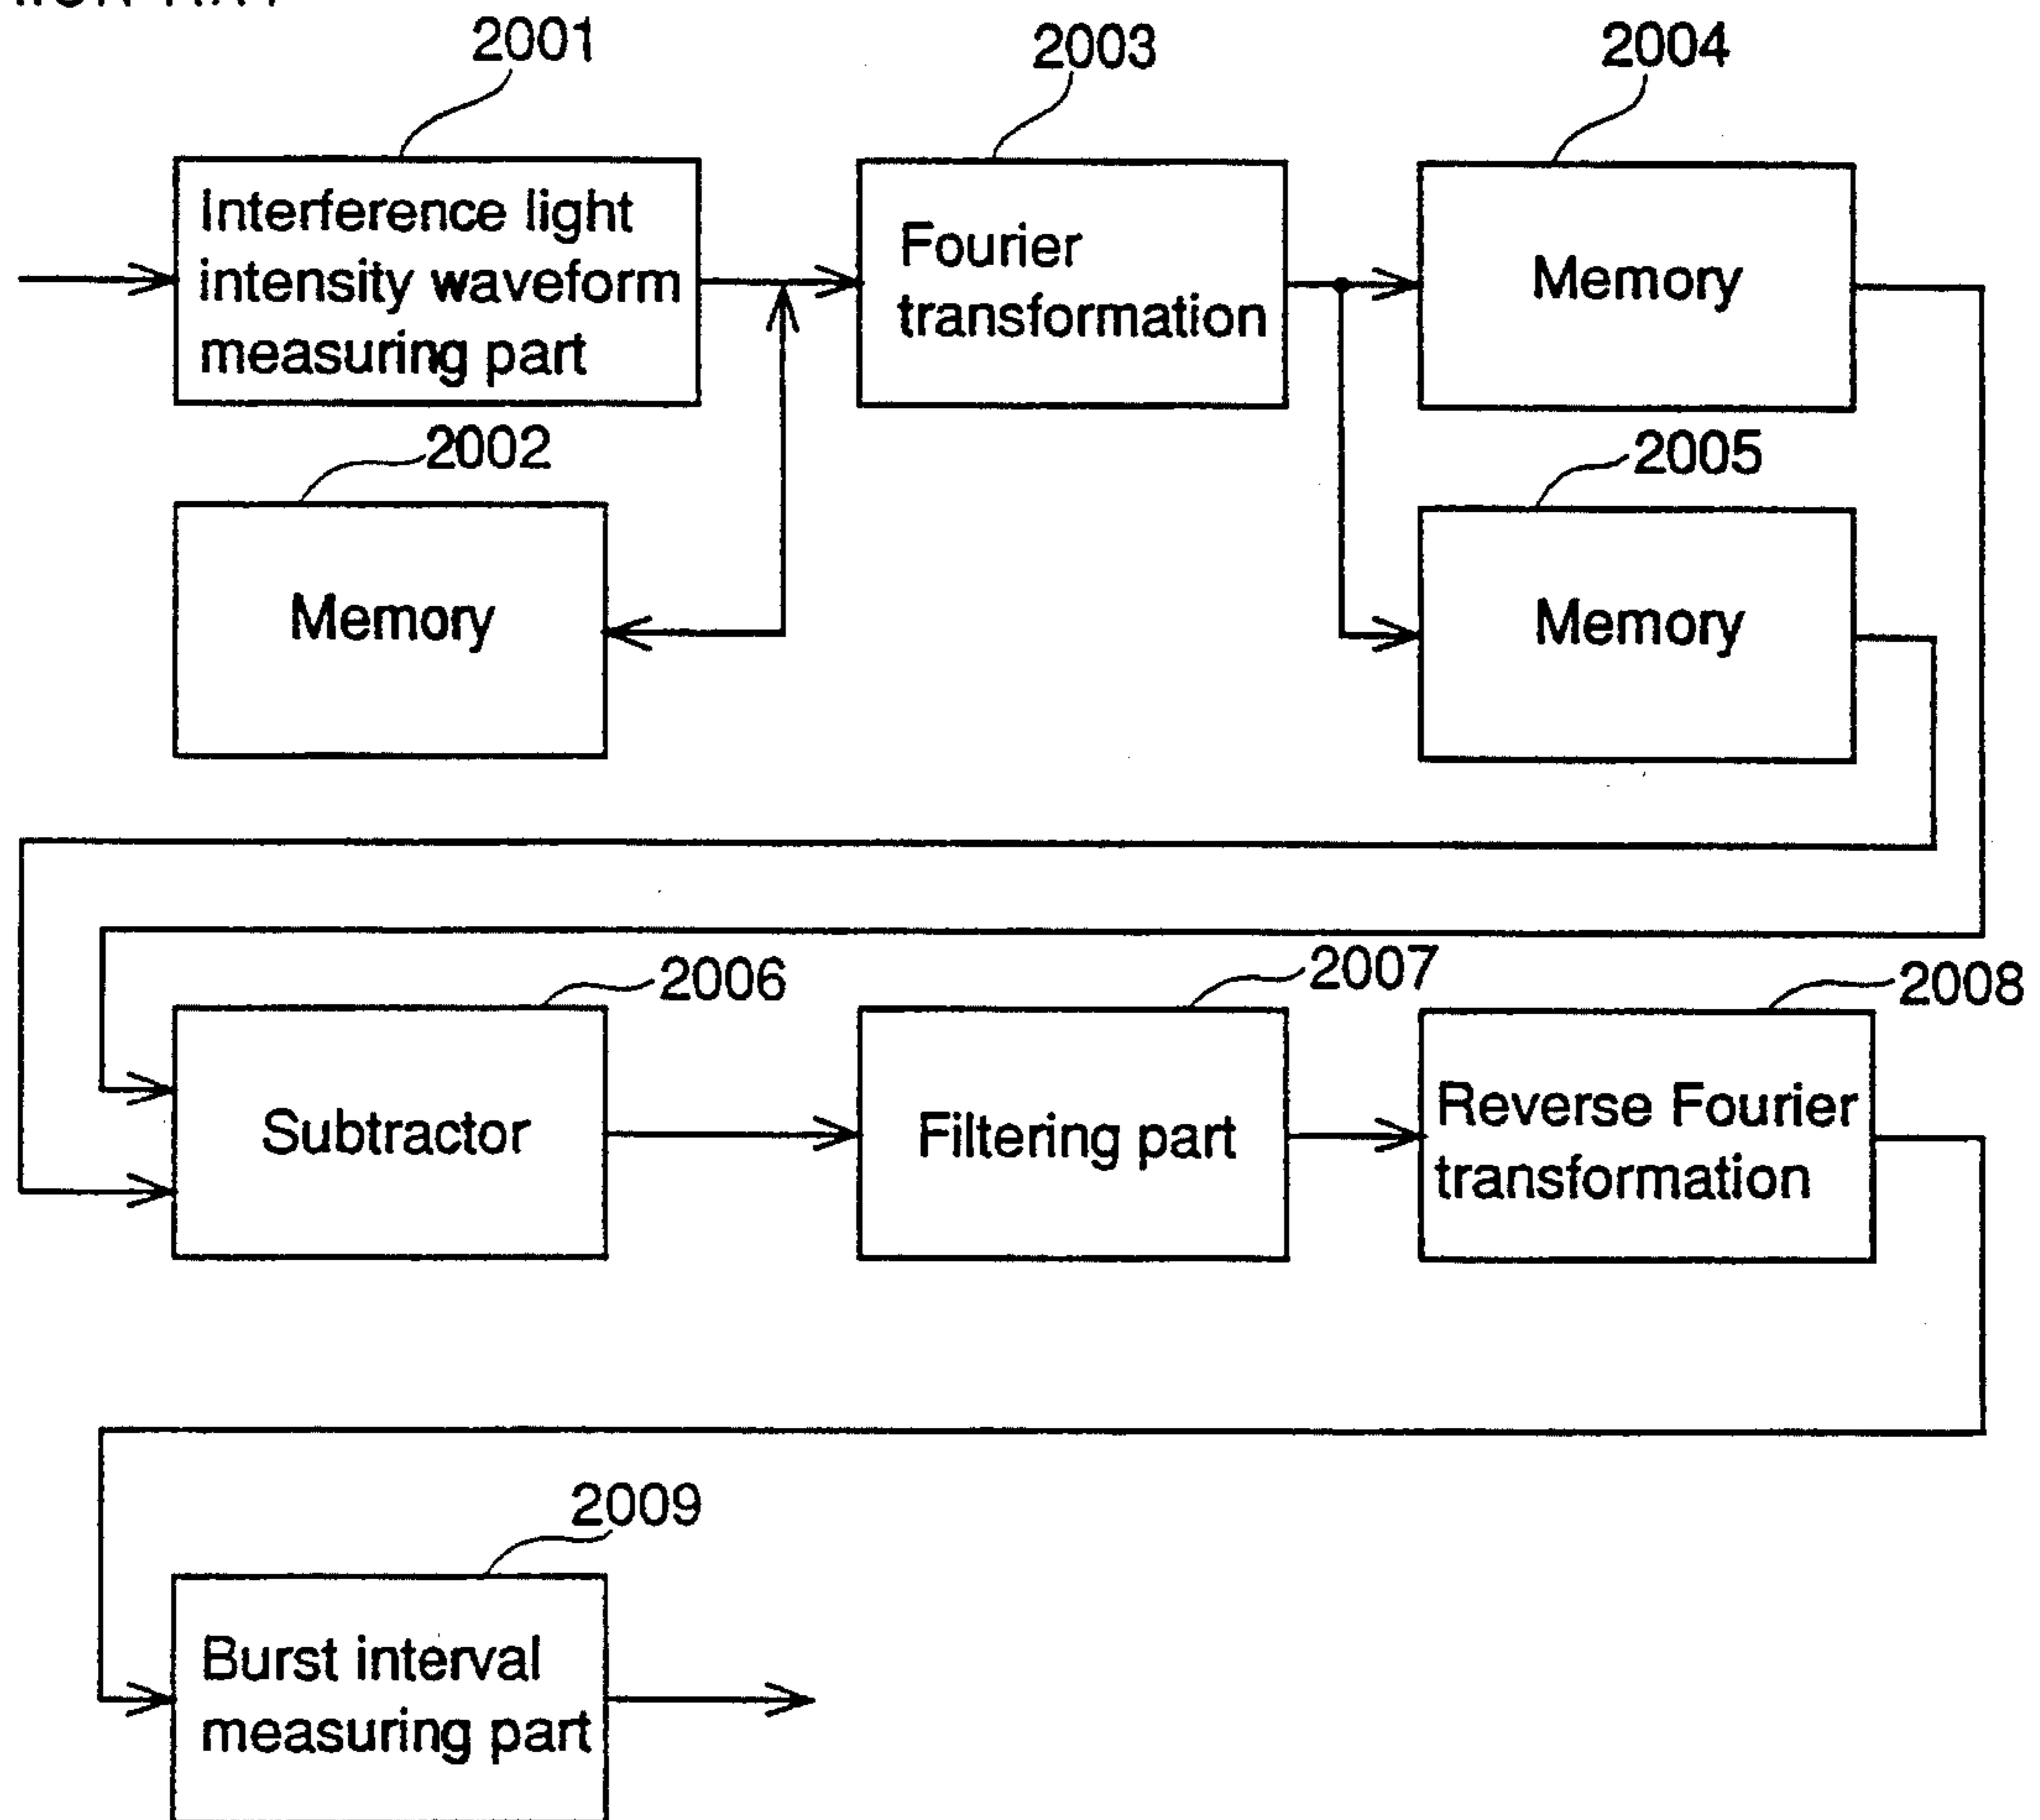 2001
2003
2004
Interference light
intensity waveform
measuring part
Fourier
transformation
Memory
2002
2005
Memory
Memory
2006
2007
2008
Subtractor
Filtering part
Reverse Fourier
transformation
2009
Burst interval
measuring part